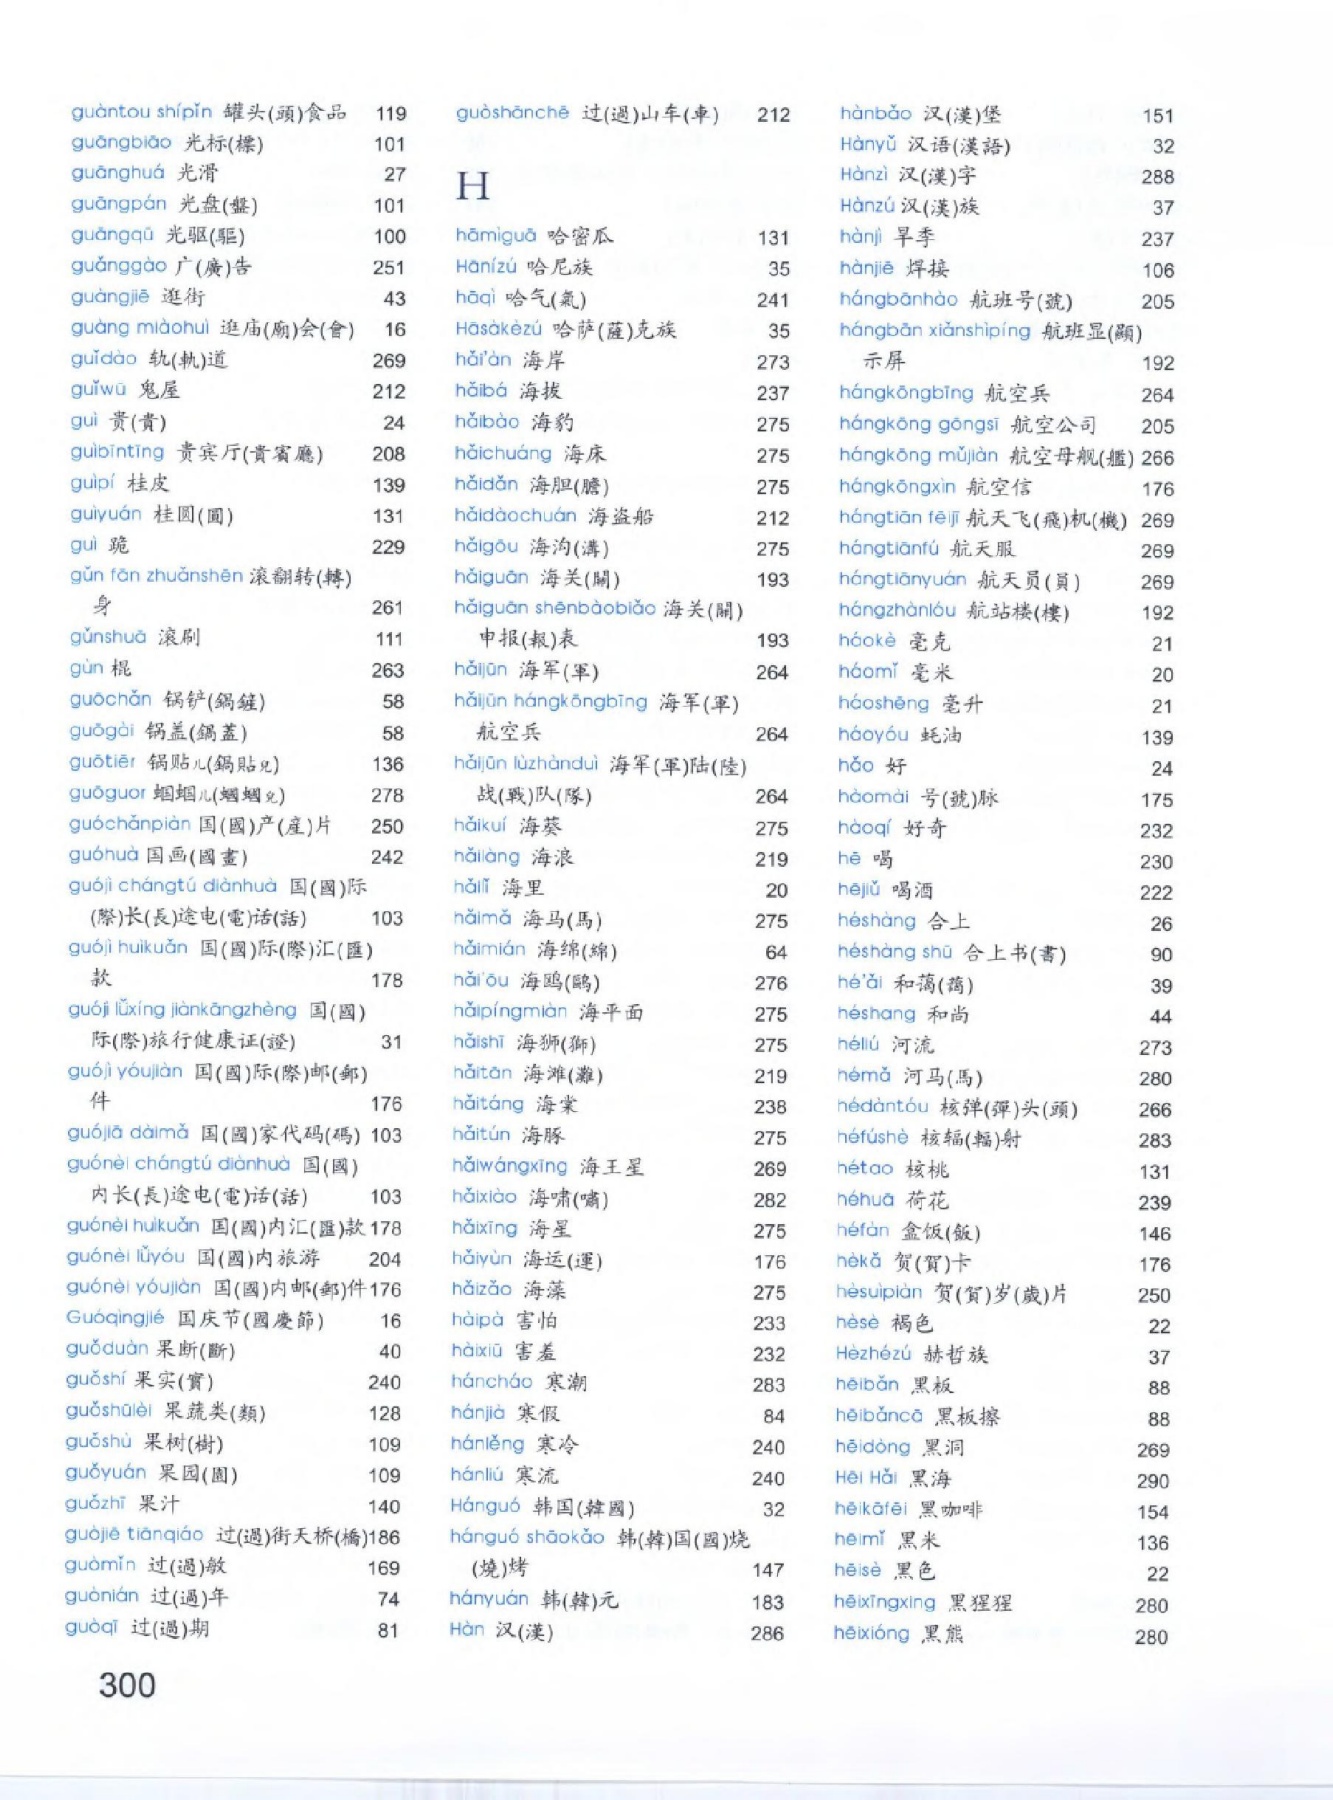 guàntou shípǐn 罐头(頭)食品 119
guāngbiāo 光标(標) 101
guānghuá 光滑 27
guāngpán 光盘(盤) 101
guāngqū 光驱(驅) 100
guǎnggào 广(廣)告 251
guàngjiē 逛街 43
guàng miàohuì 逛庙(廟)会(會) 16
guǐdào 轨(軌)道 269
guǐwū 鬼屋 212
guì 贵(貴) 24
guìbīntīng 贵宾厅(貴賓廳) 208
guìpí 桂皮 139
guìyuán 桂圆(圓) 131
guì 跪 229
gǔn fān zhuǎnshēn 滚翻转(轉)
身 261
gǔnshuā 滚刷 111
gùn 棍 263
guōchǎn 锅铲(鍋鏟) 58
guōgài 锅盖(鍋蓋) 58
guōtiēr 锅贴儿(鍋貼兒) 136
guōguor 蝈蝈儿(蟈蟈兒) 278
guóchǎnpiàn 国(國)产(産)片 250
guóhuà 国画(國畫) 242
guójì chángtú diànhuà 国(國)际
(際)长(長)途电(電)话(話) 103
guójì huìkuǎn 国(國)际(際)汇(匯)
款 178
guójì lǚxíng jiànkāngzhèng 国(國)
际(際)旅行健康证(證) 31
guójì yóujiàn 国(國)际(際)邮(郵)
件 176
guójiā dàimǎ 国(國)家代码(碼) 103
guónèi chángtú diànhuà 国(國)
内长(長)途电(電)话(話) 103
guónèi huìkuǎn 国(國)内汇(匯)款 178
guónèi lǚyóu 国(國)内旅游 204
guónèi yóujiàn 国(國)内邮(郵)件 176
Guóqìngjié 国庆节(國慶節) 16
guǒduàn 果断(斷) 40
guǒshí 果实(實) 240
guǒshūlèi 果蔬类(類) 128
guǒshù 果树(樹) 109
guǒyuán 果园(園) 109
guǒzhī 果汁 140
guòjiē tiānqiáo 过(過)街天桥(橋) 186
guòmǐn 过(過)敏 169
guònián 过(過)年 74
guòqī 过(過)期 81
guòshānchē 过(過)山车(車) 212
H
hāmìguā 哈密瓜 131
Hānízú 哈尼族 35
hāqì 哈气(氣) 241
Hāsàkèzú 哈萨(薩)克族 35
hǎi'àn 海岸 273
hǎibá 海拔 237
hǎibào 海豹 275
hǎichuáng 海床 275
hǎidǎn 海胆(膽) 275
hǎidàochuán 海盗船 212
hǎigōu 海沟(溝) 275
hǎiguān 海关(關) 193
hǎiguān shēnbàobiǎo 海关(關)
申报(報)表 193
hǎijūn 海军(軍) 264
hǎijūn hángkōngbīng 海军(軍)
航空兵 264
hǎijūn lùzhànduì 海军(軍)陆(陸)
战(戰)队(隊) 264
hǎikuí 海葵 275
hǎilàng 海浪 219
hǎilǐ 海里 20
hǎimǎ 海马(馬) 275
hǎimián 海绵(綿) 64
hǎi'ōu 海鸥(鷗) 276
hǎipíngmiàn 海平面 275
hǎishī 海狮(獅) 275
hǎitān 海滩(灘) 219
hǎitáng 海棠 238
hǎitún 海豚 275
hǎiwángxīng 海王星 269
hǎixiào 海啸(嘯) 282
hǎixīng 海星 275
hǎiyùn 海运(運) 176
hǎizǎo 海藻 275
hàipà 害怕 233
hàixiū 害羞 232
háncháo 寒潮 283
hánjià 寒假 84
hánlěng 寒冷 240
hánliú 寒流 240
Hánguó 韩国(韓國) 32
hánguó shāokǎo 韩(韓)国(國)烧
(燒)烤 147
hányuán 韩(韓)元 183
Hàn 汉(漢) 286
hànbǎo 汉(漢)堡 151
Hànyǔ 汉语(漢語) 32
Hànzì 汉(漢)字 288
Hànzú 汉(漢)族 37
hànjì 旱季 237
hànjiē 焊接 106
hángbānhào 航班号(號) 205
hángbān xiǎnshìpíng 航班显(顯)
示屏 192
hángkōngbīng 航空兵 264
hángkōng gōngsī 航空公司 205
hángkōng mǔjiàn 航空母舰(艦) 266
hángkōngxìn 航空信 176
hángtiān fēijī 航天飞(飛)机(機) 269
hángtiānfú 航天服 269
hángtiānyuán 航天员(員) 269
hángzhànlóu 航站楼(樓) 192
háokè 毫克 21
háomǐ 毫米 20
háoshēng 毫升 21
háoyóu 蚝油 139
hǎo 好 24
hàomài 号(號)脉 175
hàoqí 好奇 232
hē 喝 230
hējiǔ 喝酒 222
héshàng 合上 26
héshàng shū 合上书(書) 90
hé'ǎi 和蔼(藹) 39
héshang 和尚 44
héliú 河流 273
hémǎ 河马(馬) 280
hédàntóu 核弹(彈)头(頭) 266
héfúshè 核辐(輻)射 283
hétao 核桃 131
héhuā 荷花 239
héfàn 盒饭(飯) 146
hèkǎ 贺(賀)卡 176
hèsuìpiàn 贺(賀)岁(歲)片 250
hèsè 褐色 22
Hèzhézú 赫哲族 37
hēibǎn 黑板 88
hēibǎncā 黑板擦 88
hēidòng 黑洞 269
Hēi Hǎi 黑海 290
hēikāfēi 黑咖啡 154
hēimǐ 黑米 136
hēisè 黑色 22
hēixīngxing 黑猩猩 280
hēixióng 黑熊 280
300